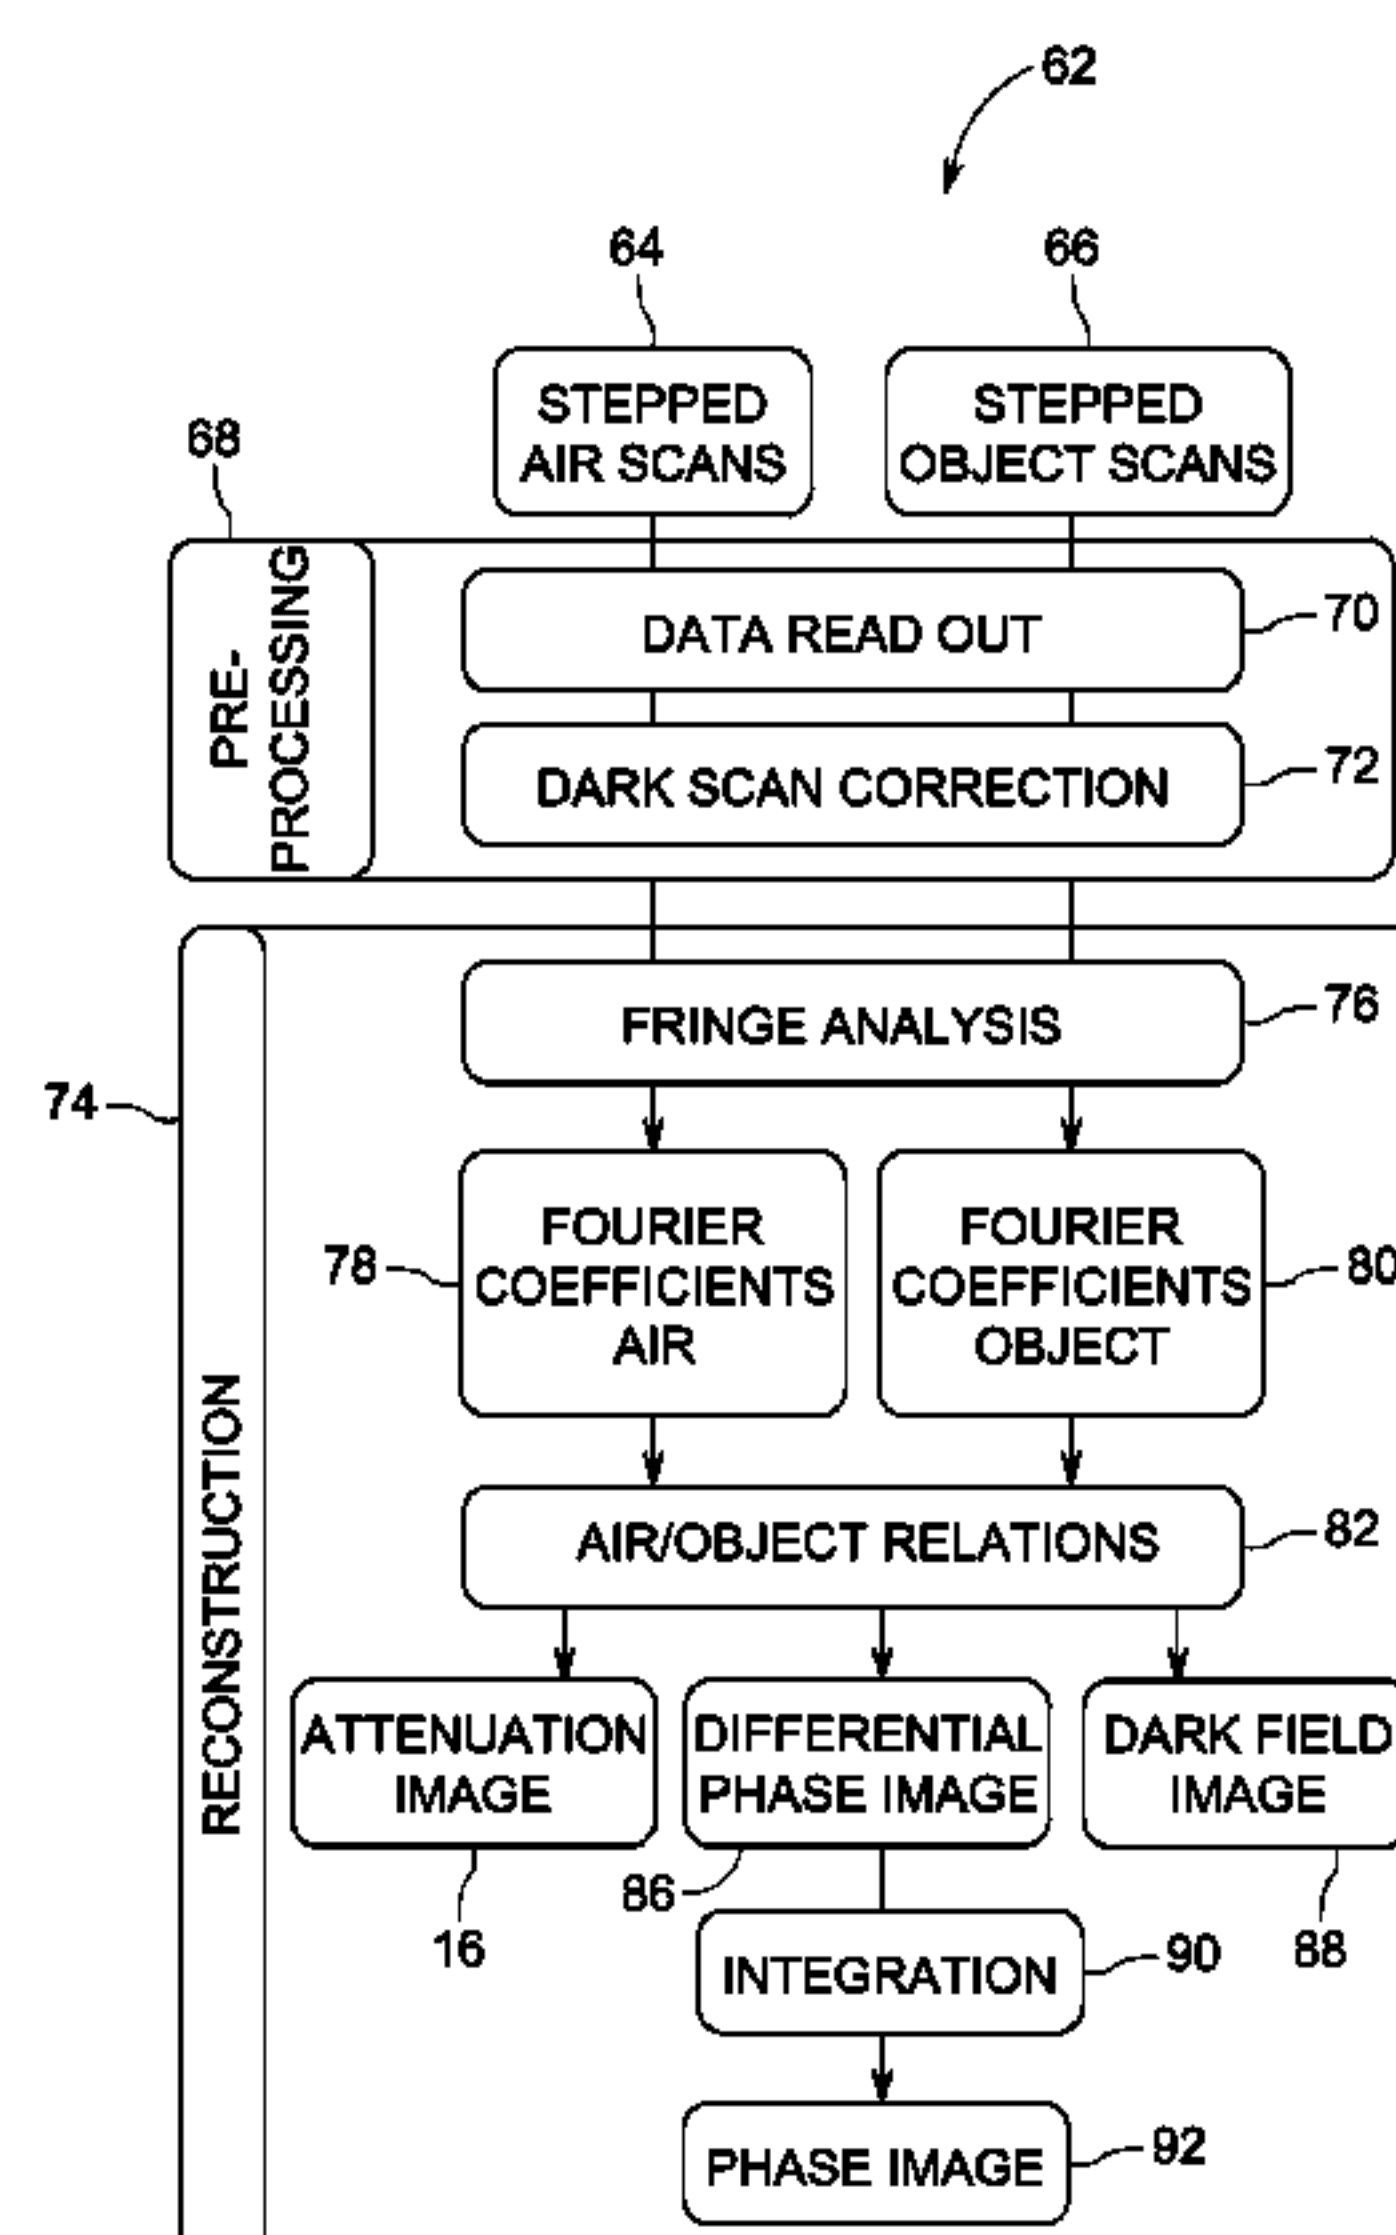 62
64
66
STEPPED
AIR SCANS
STEPPED
OBJECT SCANS
68
PRE-
PROCESSING
DATA READ OUT
70
DARK SCAN CORRECTION
72
74
RECONSTRUCTION
FRINGE ANALYSIS
76
78
FOURIER
COEFFICIENTS
AIR
FOURIER
COEFFICIENTS
OBJECT
80
AIR/OBJECT RELATIONS
82
ATTENUATION
IMAGE
16
DIFFERENTIAL
PHASE IMAGE
86
DARK FIELD
IMAGE
88
INTEGRATION
90
PHASE IMAGE
92